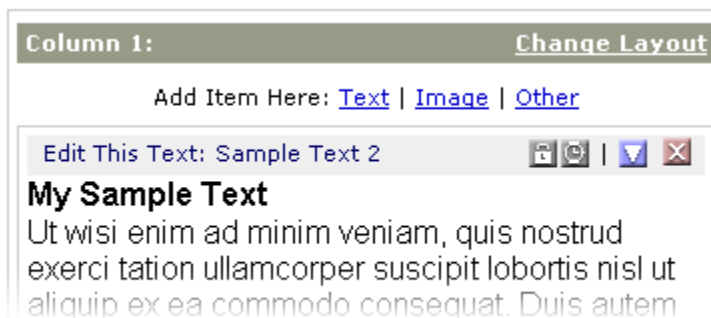 Column 1: Change Layout
Add Item Here: Text | Image | Other
Edit This Text: Sample Text 2 |
My Sample Text
Ut wisi enim ad minim veniam, quis nostrud
exerci tation ullamcorper suscipit lobortis nisl ut
aliquip ex ea commodo consequat. Duis autem